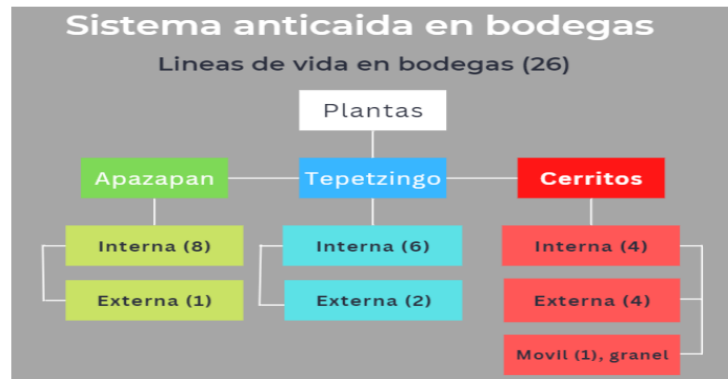 Sistema anticaida en bodegas
Lineas de vida en bodegas (26)
Plantas
Apazapan
Tepetzingo
Cerritos
Interna (8)
Interna (6)
Interna (4)
Externa (1)
Externa (2)
Externa (4)
Movil (1), granel